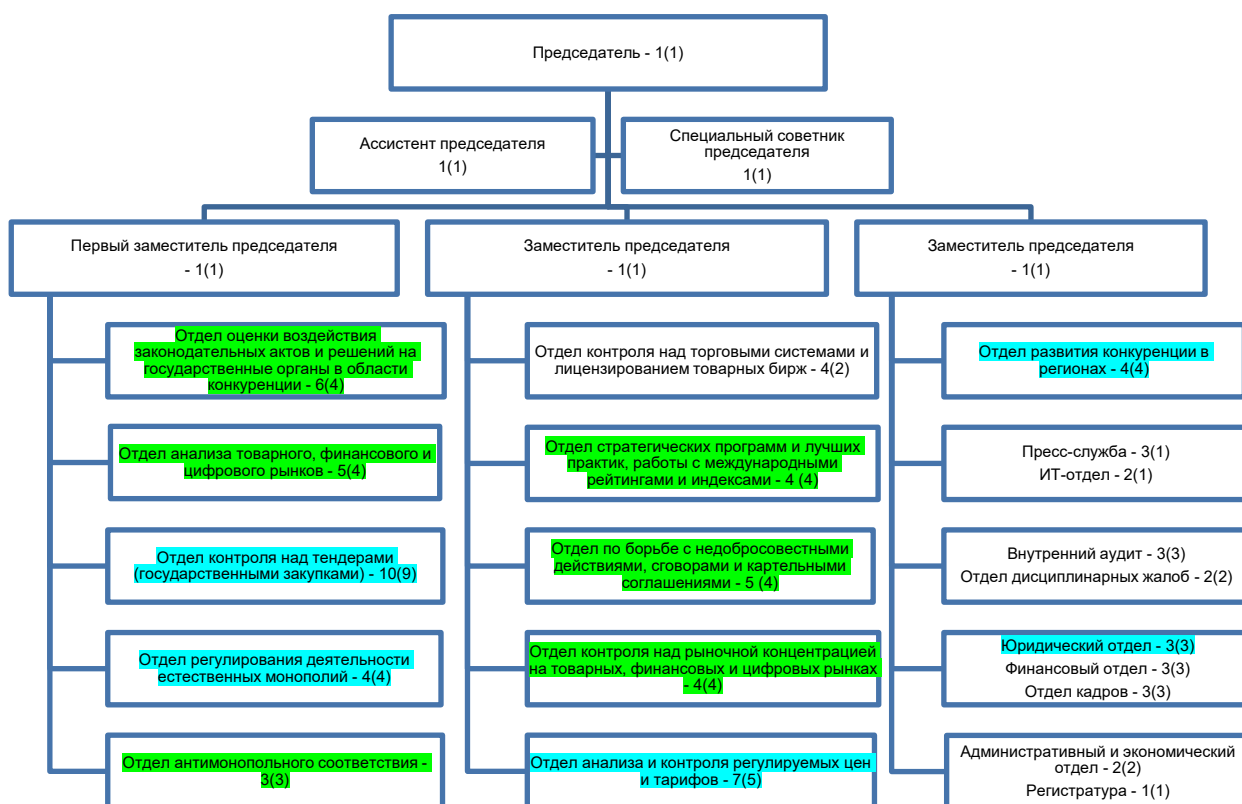 Председатель - 1(1)
Ассистент председателя
1(1)
Специальный советник
председателя
1(1)
Первый заместитель председателя
- 1(1)
Заместитель председателя
- 1(1)
Заместитель председателя
- 1(1)
Отдел оценки воздействия
законодательных актов и решений на
государственные органы в области
конкуренции - 6(4)
Отдел анализа товарного, финансового и
цифрового рынков - 5(4)
Отдел контроля над тендерами
(государственными закупками) - 10(9)
Отдел регулирования деятельности
естественных монополий - 4(4)
Отдел антимонопольного соответствия -
3(3)
Отдел контроля над торговыми системами и
лицензированием товарных бирж - 4(2)
Отдел стратегических программ и лучших
практик, работы с международными
рейтингами и индексами - 4 (4)
Отдел по борьбе с недобросовестными
действиями, сговорами и картельными
соглашениями - 5 (4)
Отдел контроля над рыночной концентрацией
на товарных, финансовых и цифровых рынках
- 4(4)
Отдел анализа и контроля регулируемых цен
и тарифов - 7(5)
Отдел развития конкуренции в
регионах - 4(4)
Пресс-служба - 3(1)
ИТ-отдел - 2(1)
Внутренний аудит - 3(3)
Отдел дисциплинарных жалоб - 2(2)
Юридический отдел - 3(3)
Финансовый отдел - 3(3)
Отдел кадров - 3(3)
Административный и экономический
отдел - 2(2)
Регистратура - 1(1)